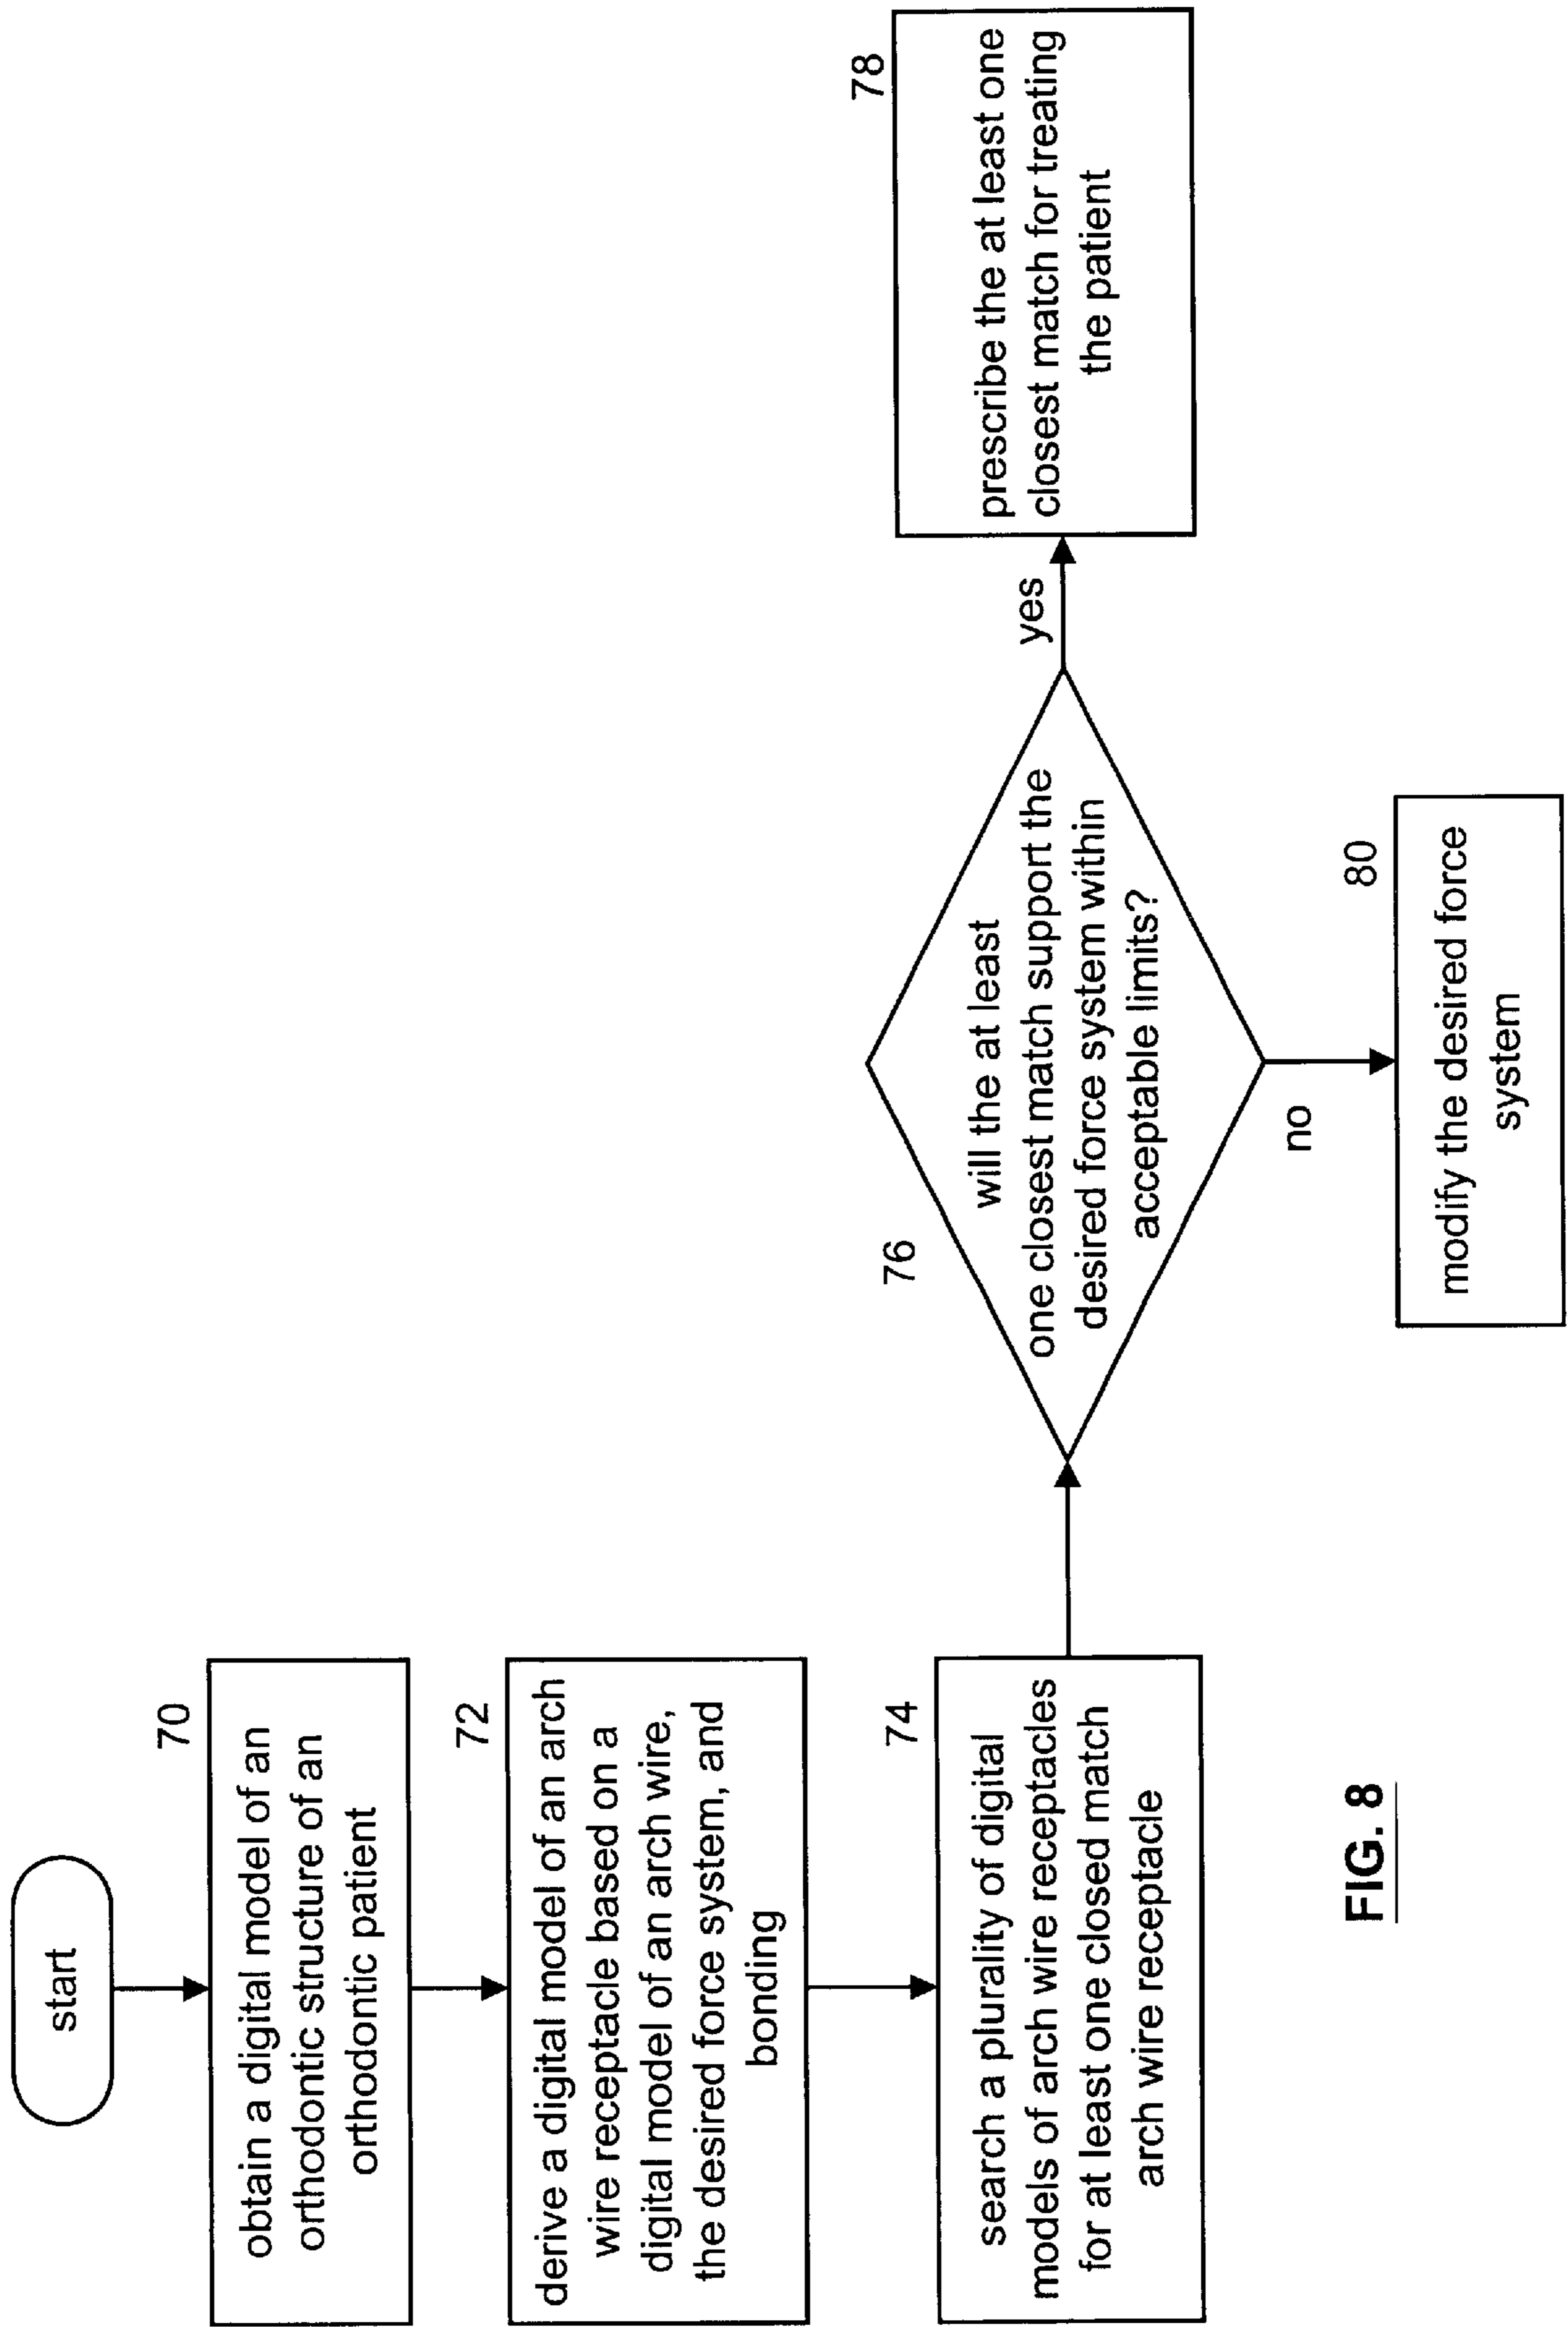 start
70
obtain a digital model of an
orthodontic structure of an
orthodontic patient
72
derive a digital model of an arch
wire receptacle based on a
digital model of an arch wire,
the desired force system, and
bonding
74
search a plurality of digital
models of arch wire receptacles
for at least one closed match
arch wire receptacle
76
will the at least
one closest match support the
desired force system within
acceptable limits?
yes
78
prescribe the at least one
closest match for treating
the patient
no
80
modify the desired force
system
FIG. 8